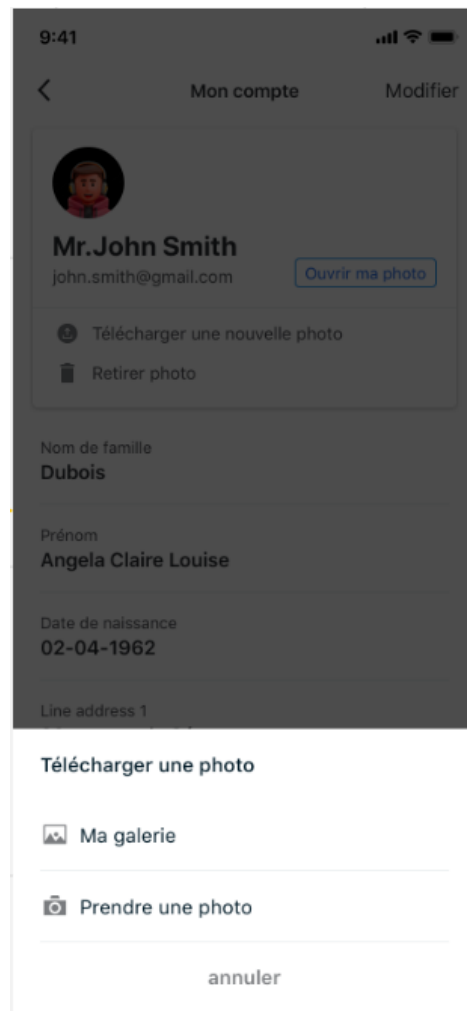 9:41
Mon compte
Modifier
Mr.John Smith
john.smith@gmail.com
Ouvrir ma photo
Télécharger une nouvelle photo
Retirer photo
Nom de famille
Dubois
Prénom
Angela Claire Louise
Date de naissance
02-04-1962
Line address 1
Télécharger une photo
Ma galerie
Prendre une photo
annuler